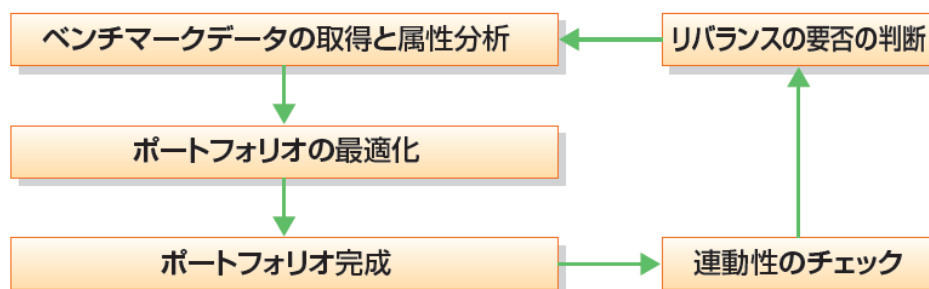 ベンチマークデータの取得と属性分析
リバランスの要否の判断
ポートフォリオの最適化
ポートフォリオ完成
連動性のチェック